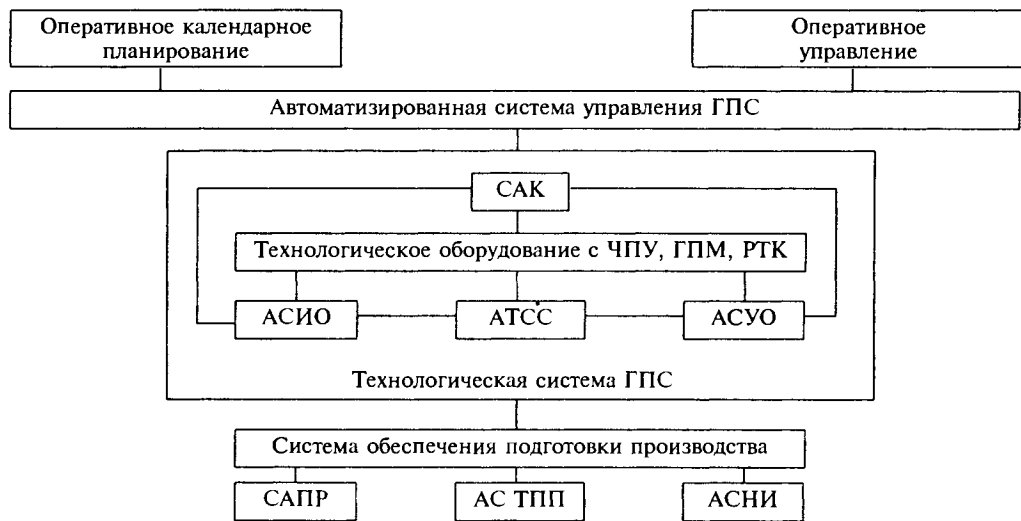 Оперативное календарное
планирование
Оперативное
управление
Автоматизированная система управления ГПС
САК
Технологическое оборудование с ЧПУ, ГПМ, РТК
АСИО
АТСС
АСУО
Технологическая система ГПС
Система обеспечения подготовки производства
САПР
АС ТПП
АСНИ